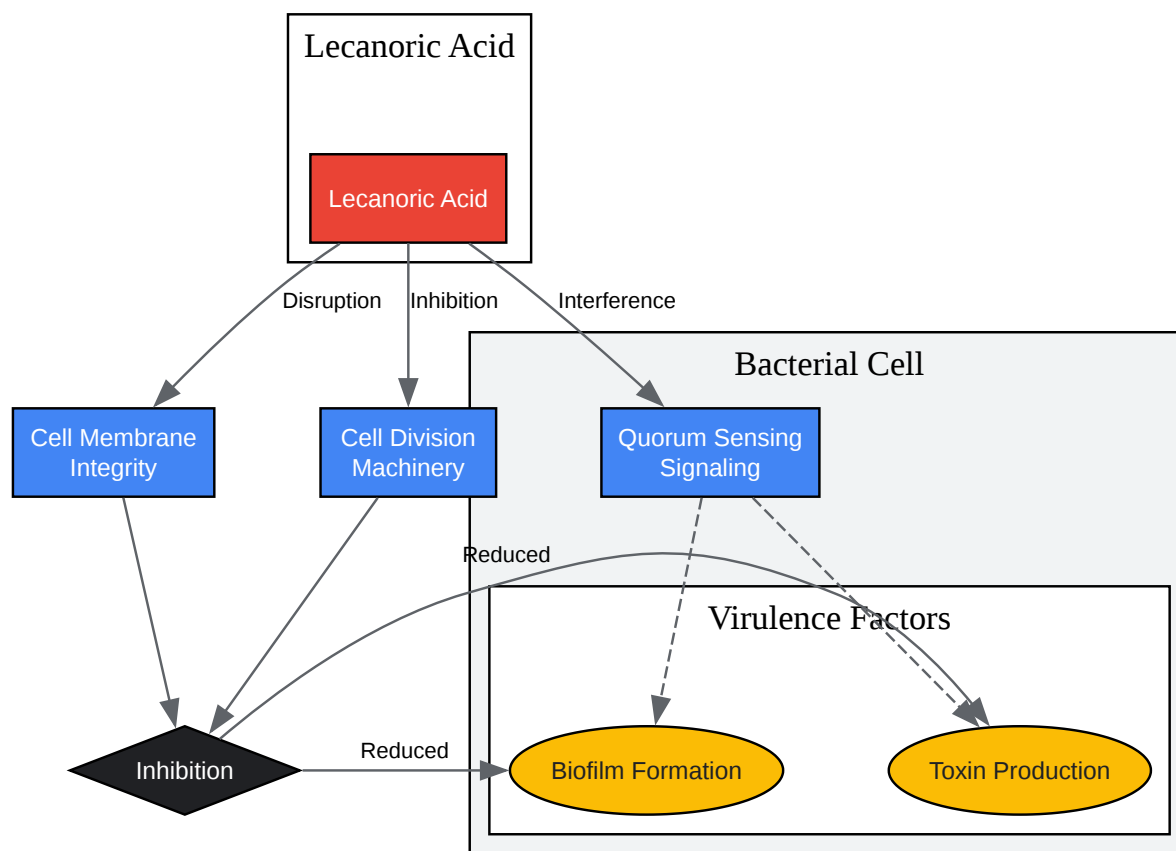 Lecanoric Acid
Lecanoric Acid
Disruption
Inhibition
Interference
Bacterial Cell
Cell Membrane
Integrity
Cell Division
Machinery
Quorum Sensing
Signaling
Reduced
Virulence Factors
Inhibition
Reduced
Biofilm Formation
Toxin Production